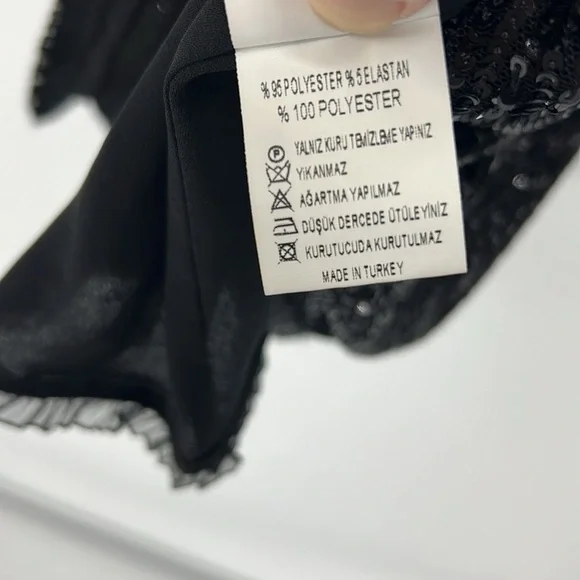 % 95 POLYESTER % 5 ELASTAN
% 100 POLYESTER
P YALNIZ KURU TEMİZLEME YAPINIZ
YIKANMAZ
AĞARTMA YAPILMAZ
DÜŞÜK DERCEDE ÜTÜLEYİNİZ
KURUTUCUDA KURUTULMAZ
MADE IN TURKEY